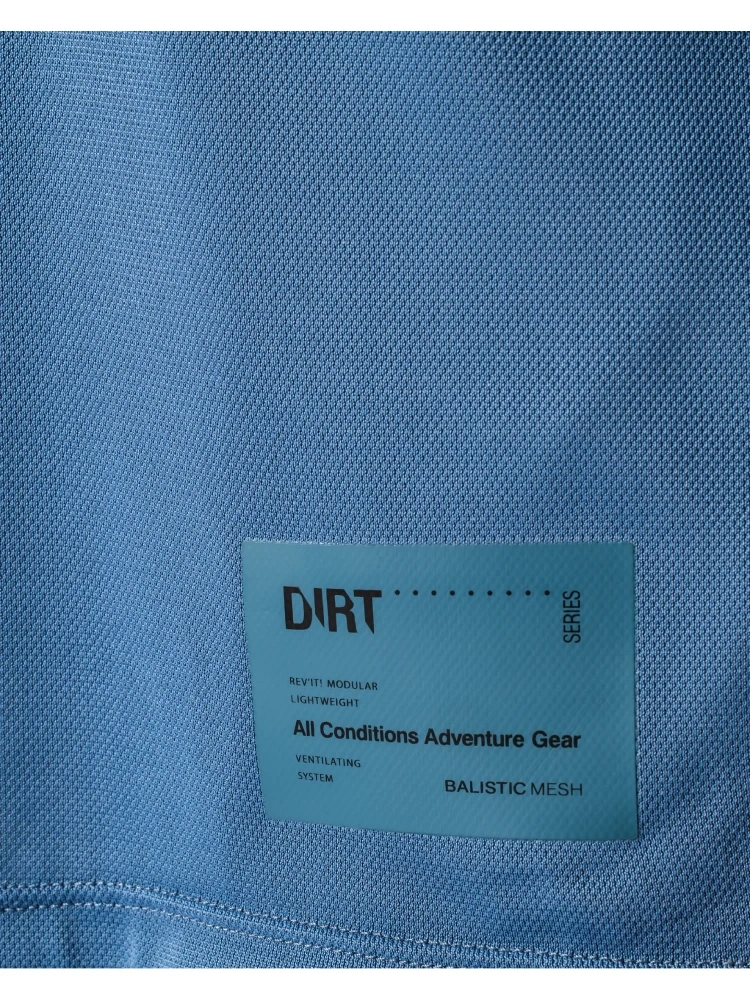 DIRT ......... SERIES
REV'IT! MODULAR
LIGHTWEIGHT
All Conditions Adventure Gear
VENTILATING
SYSTEM
BALISTIC MESH